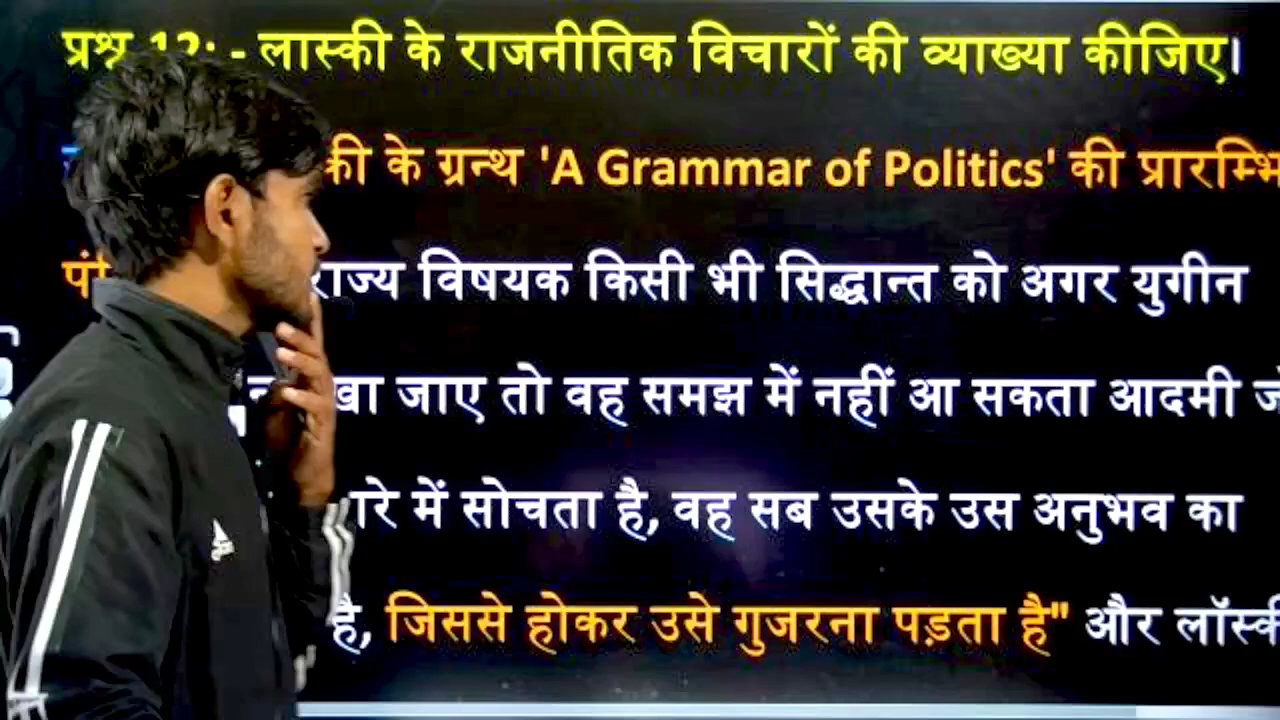 प्रश्न 12: - लास्की के राजनीतिक विचारों की व्याख्या कीजिए।
के ग्रन्थ 'A Grammar of Politics' की
राज्य विषयक किसी भी सिद्धान्त को अगर युगीन
जाए तो वह समझ में नहीं आ सकता आदमी
में सोचता है, वह सब उसके उस अनुभव का
है, जिससे होकर उसे गुजरना पड़ता है" और